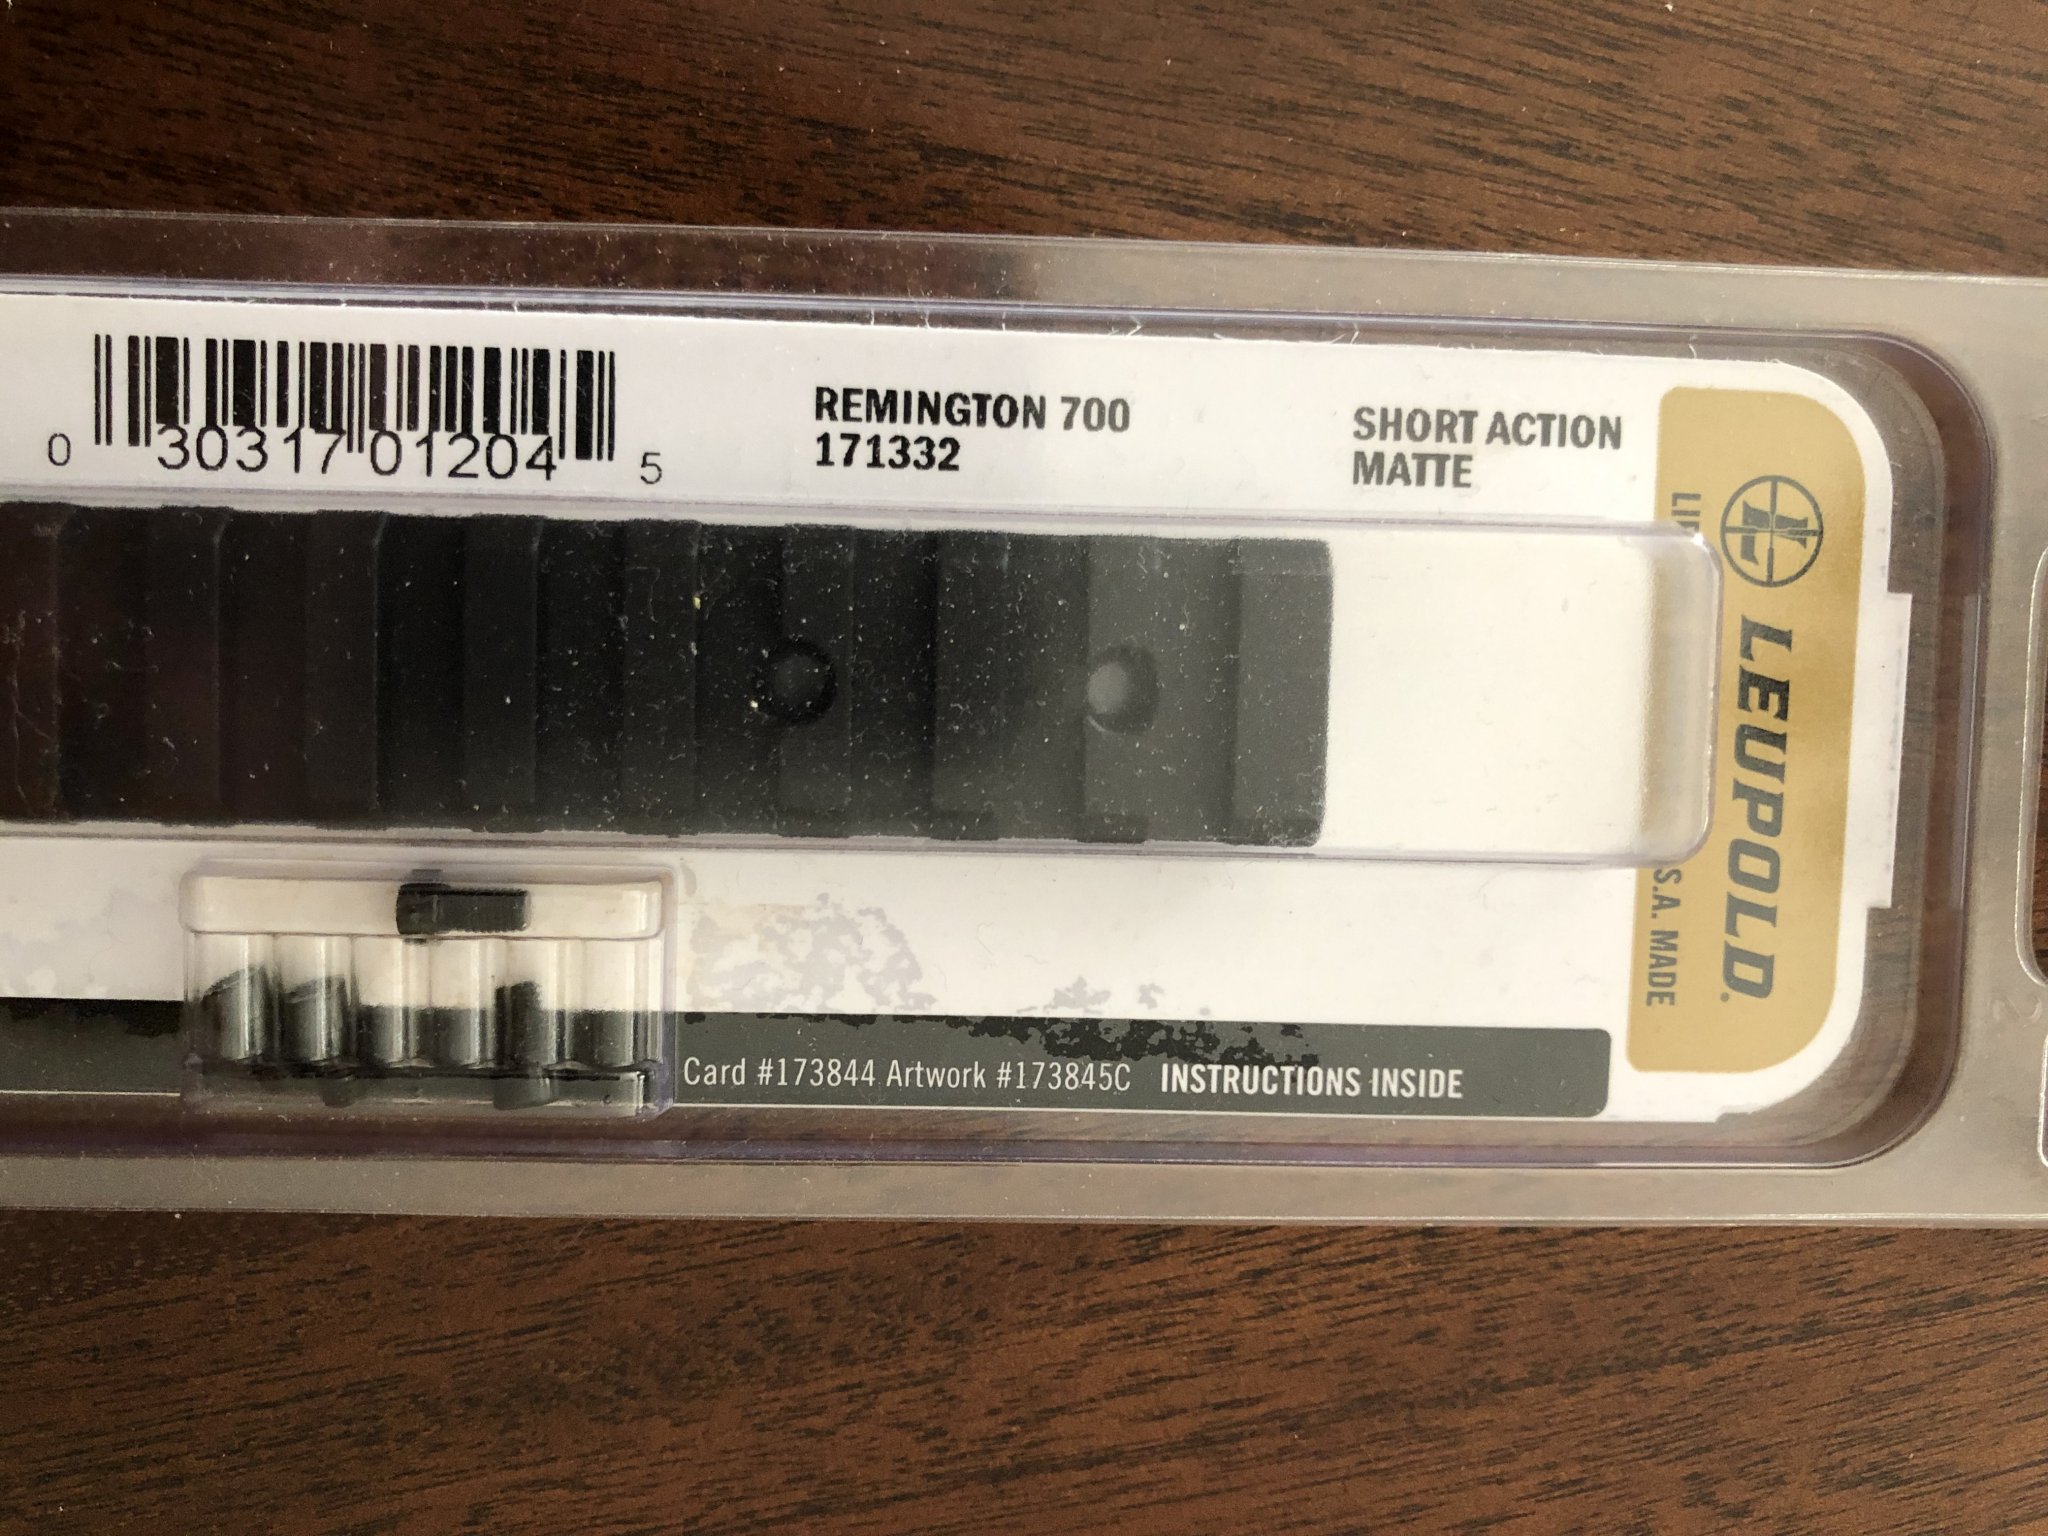 0 30317 01204 5
REMINGTON 700
171332
SHORT ACTION
MATTE
LEUPOLD
S.A. MADE
Card #173844 Artwork #173845C INSTRUCTIONS INSIDE